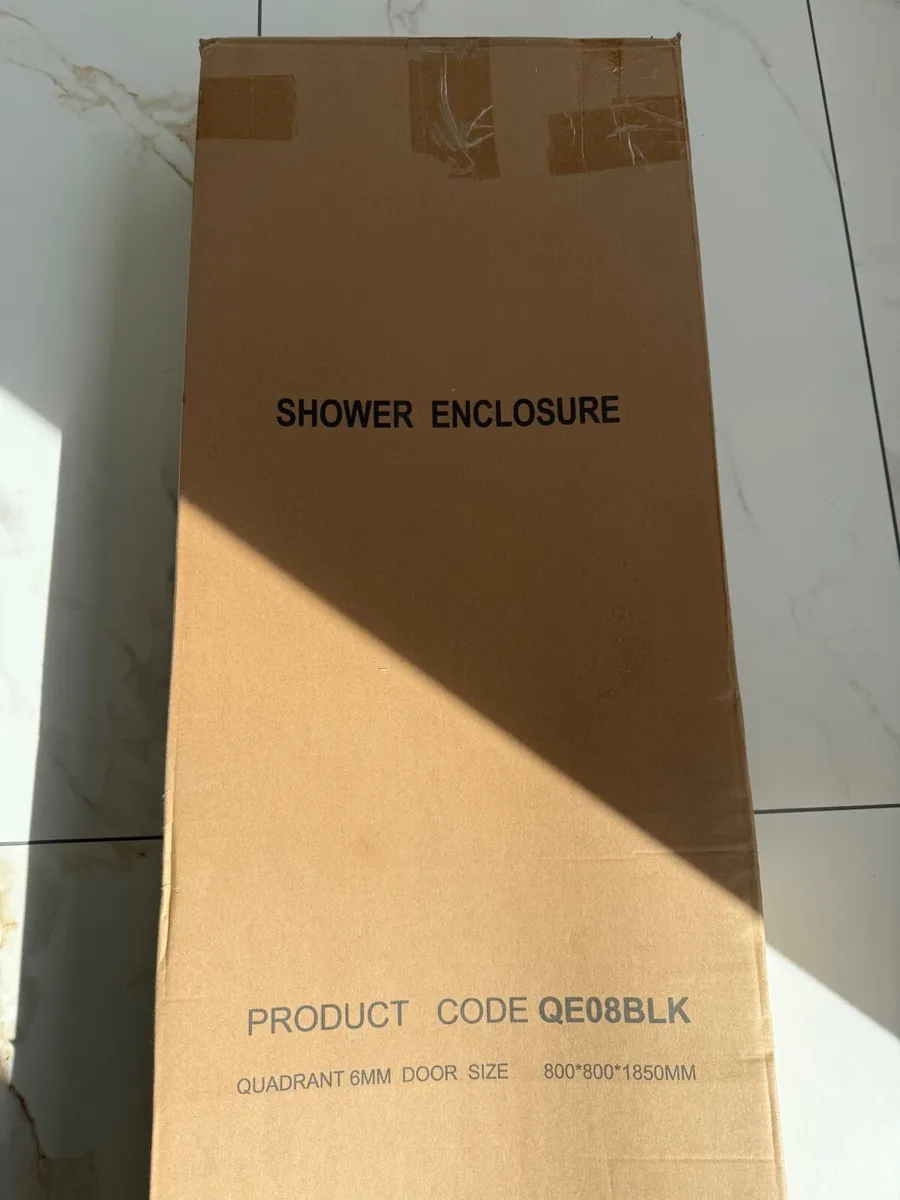 SHOWER ENCLOSURE
PRODUCT CODE QE08BLK
QUADRANT 6MM DOOR SIZE 800*800*1850MM